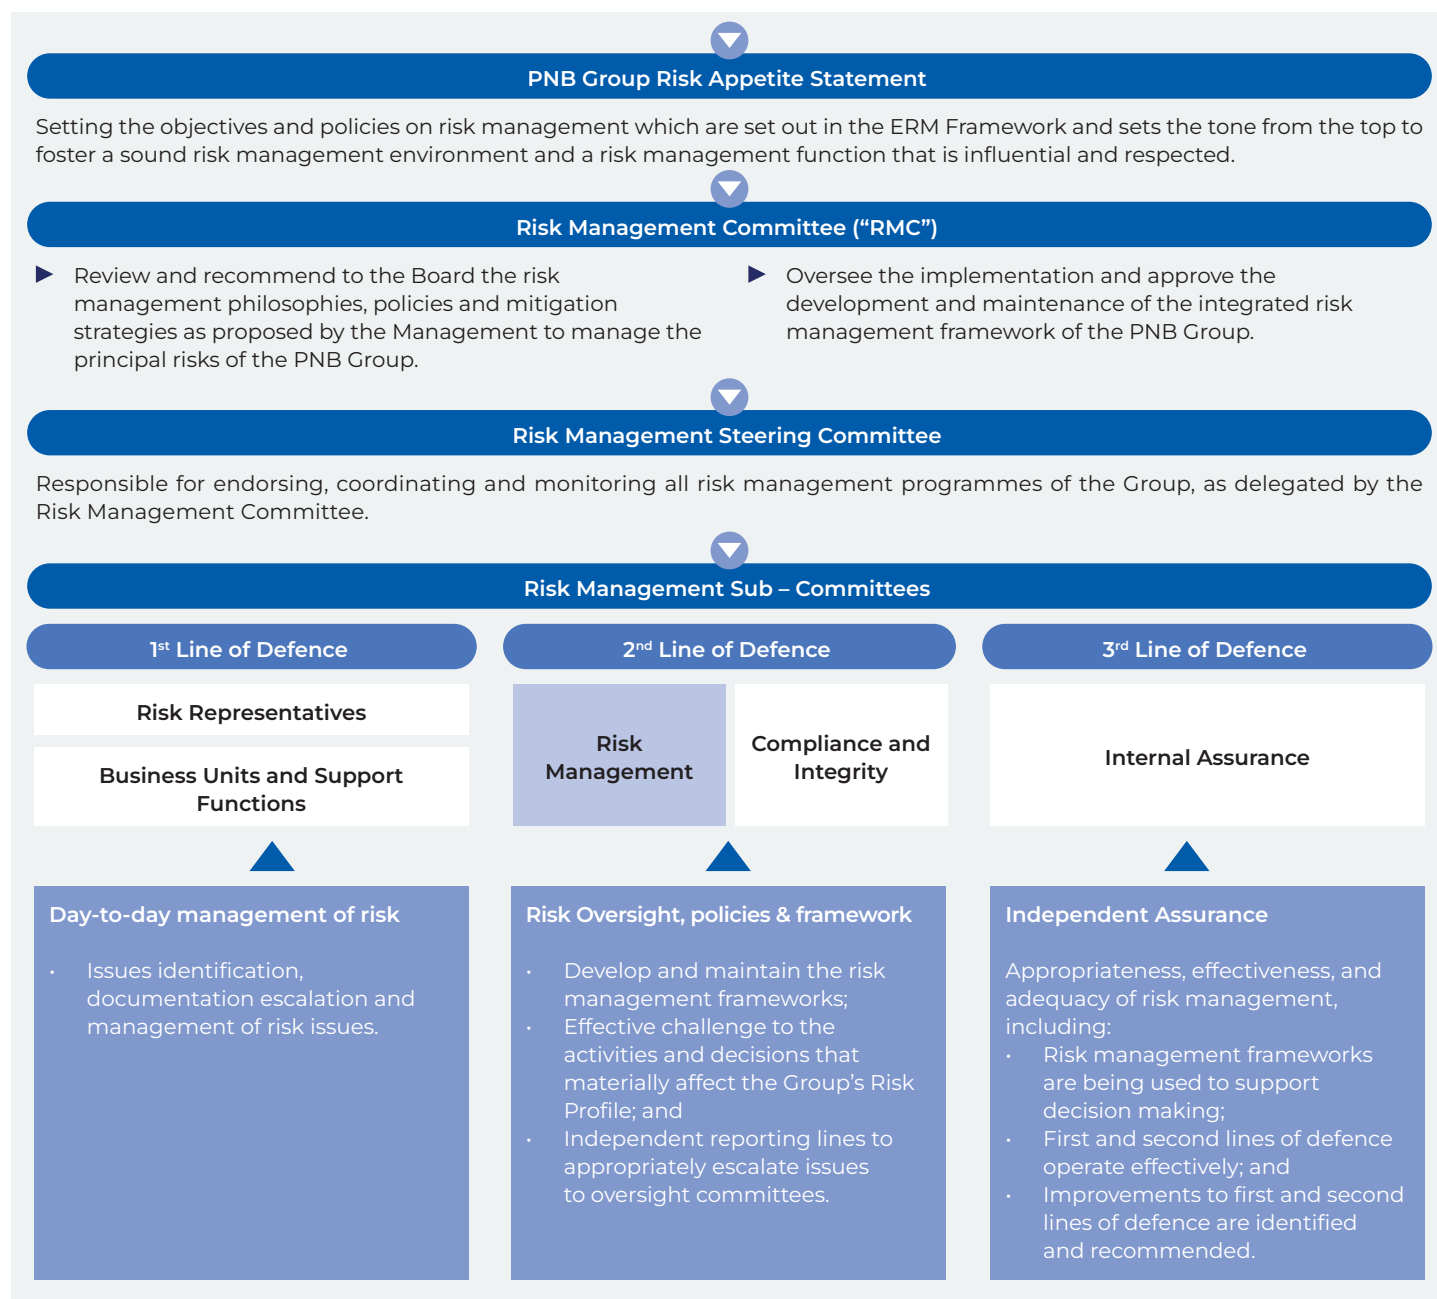 PNB Group Risk Appetite Statement
Setting the objectives and policies on risk management which are set out in the ERM Framework and sets the tone from the top to
foster a sound risk management environment and a risk management function that is influential and respected.
Risk Management Committee (“RMC”)
► Review and recommend to the Board the risk
management philosophies, policies and mitigation
strategies as proposed by the Management to manage the
principal risks of the PNB Group.
► Oversee the implementation and approve the
development and maintenance of the integrated risk
management framework of the PNB Group.
Risk Management Steering Committee
Responsible for endorsing, coordinating and monitoring all risk management programmes of the Group, as delegated by the
Risk Management Committee.
Risk Management Sub – Committees
1st Line of Defence
Risk Representatives
Business Units and Support
Functions
Day-to-day management of risk
• Issues identification,
documentation escalation and
management of risk issues.
2nd Line of Defence
Risk
Management
Compliance and
Integrity
Risk Oversight, policies & framework
• Develop and maintain the risk
management frameworks;
• Effective challenge to the
activities and decisions that
materially affect the Group’s Risk
Profile; and
• Independent reporting lines to
appropriately escalate issues
to oversight committees.
3rd Line of Defence
Internal Assurance
Independent Assurance
Appropriateness, effectiveness, and
adequacy of risk management,
including:
• Risk management frameworks
are being used to support
decision making;
• First and second lines of defence
operate effectively; and
• Improvements to first and second
lines of defence are identified
and recommended.